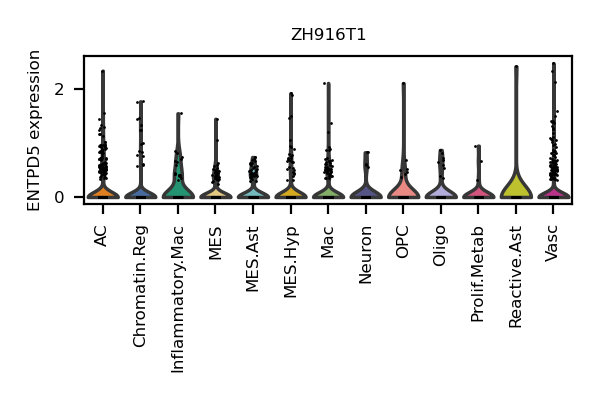 ZH916T1
ENTPD5 expression
2
0
AC
Chromatin.Reg
Inflammatory.Mac
MES
MES.Ast
MES.Hyp
Mac
Neuron
OPC
Oligo
Prolif.Metab
Reactive.Ast
Vasc